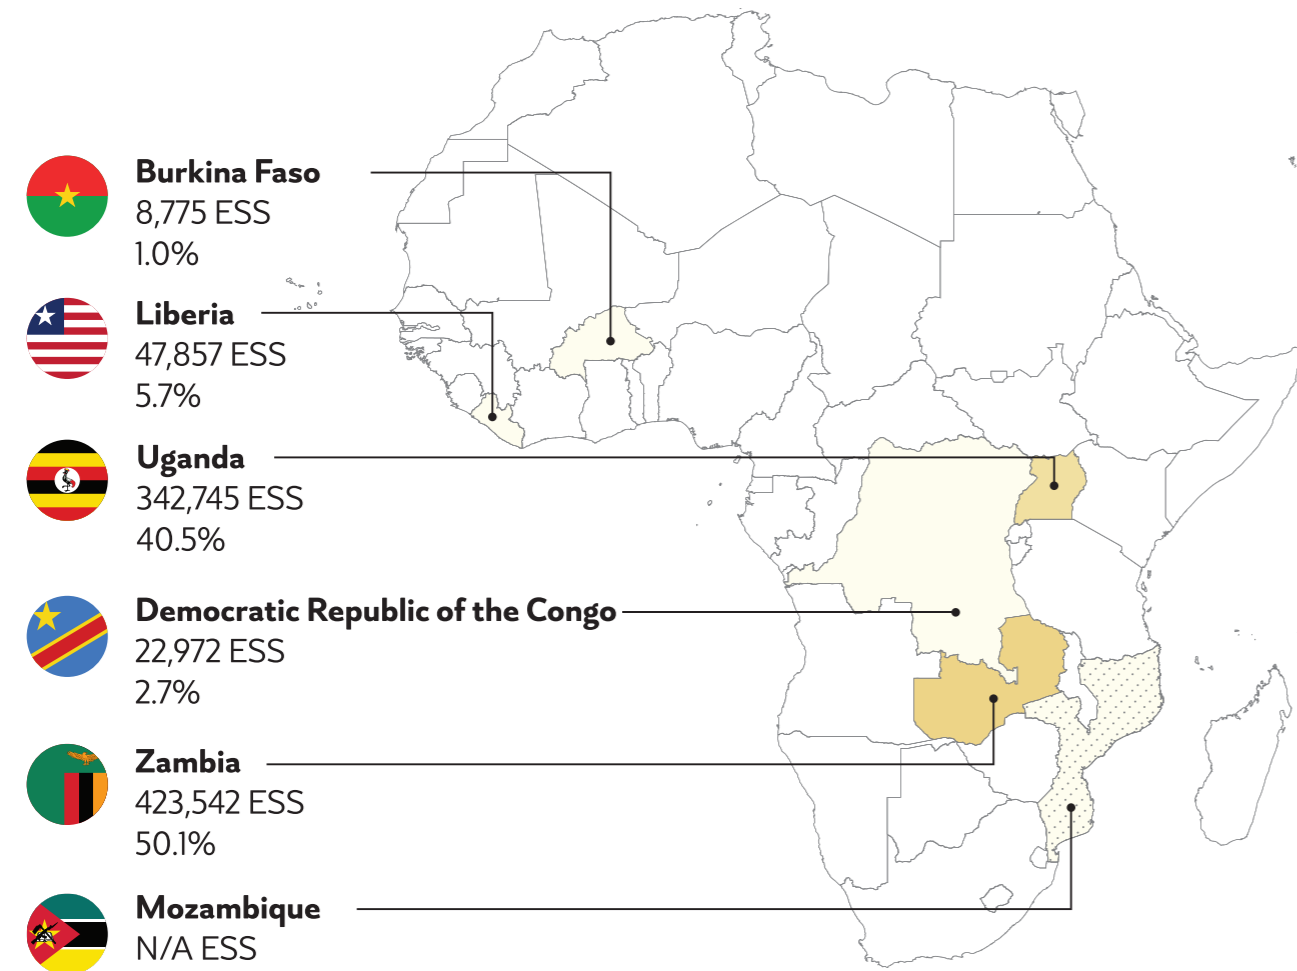 Burkina Faso
8,775 ESS
1.0%
Liberia
47,857 ESS
5.7%
Uganda
342,745 ESS
40.5%
Democratic Republic of the Congo
22,972 ESS
2.7%
Zambia
423,542 ESS
50.1%
Mozambique
N/A ESS